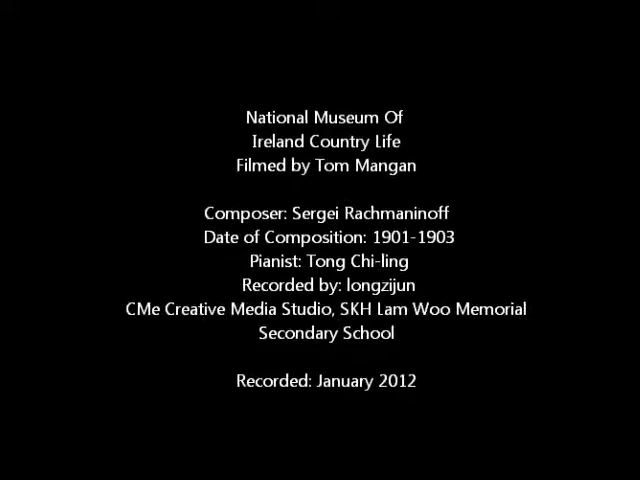 National Museum Of
Ireland Country Life
Filmed by Tom Mangan
Composer: Sergei Rachmaninoff
Date of Composition: 1901-1903
Pianist: Tong Chi-ling
Recorded by: longzijun
CMe Creative Media Studio, SKH Lam Woo Memorial
Secondary School
Recorded: January 2012